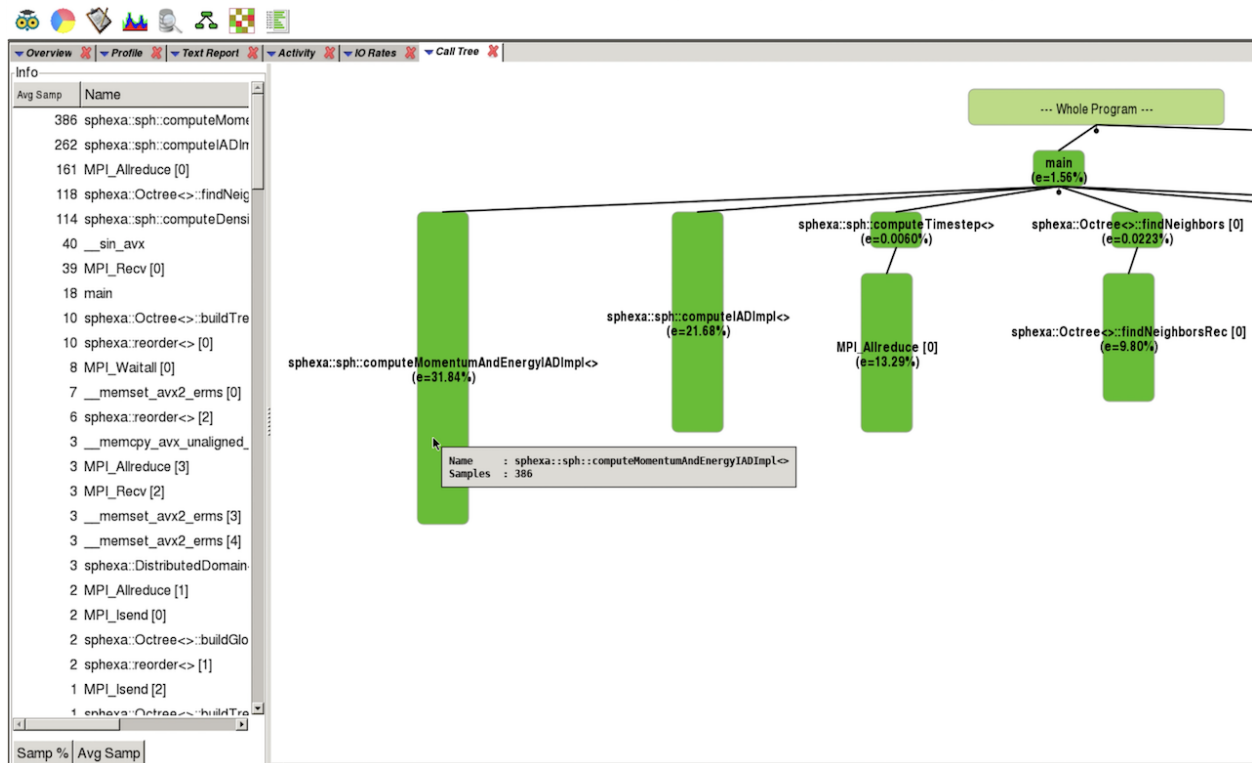 Overview Profile Text Report Activity IO Rates Call Tree
Info
Avg Samp Name
386 sphexa::sph::computeMome
262 sphexa::sph::computeIADIm
161 MPI_Allreduce [0]
118 sphexa::Octree<>::findNeig
114 sphexa::sph::computeDensi
40 __sin_avx
39 MPI_Recv [0]
18 main
10 sphexa::Octree<>::buildTre
10 sphexa::reorder<> [0]
8 MPI_Waitall [0]
7 __memset_avx2_erms [0]
6 sphexa::reorder<> [2]
3 __memcpy_avx_unaligned_
3 MPI_Allreduce [3]
3 MPI_Recv [2]
3 __memset_avx2_erms [3]
3 __memset_avx2_erms [4]
3 sphexa::DistributedDomain
2 MPI_Allreduce [1]
2 MPI_Isend [0]
2 sphexa::Octree<>::buildGlo
2 sphexa::reorder<> [1]
1 MPI_Isend [2]
1 sphexa::Octree<>::buildTre
Samp % Avg Samp
--- Whole Program ---
main
(e=1.56%)
sphexa::sph::computeTimestep<>
(e=0.0060%)
sphexa::Octree<>::findNeighbors [0]
(e=0.0223%)
sphexa::sph::computeIADImpl<>
(e=21.68%)
MPI_Allreduce [0]
(e=13.29%)
sphexa::Octree<>::findNeighborsRec [0]
(e=9.80%)
sphexa::sph::computeMomentumAndEnergyIADImpl<>
(e=31.84%)
Name : sphexa::sph::computeMomentumAndEnergyIADImpl<>
Samples : 386